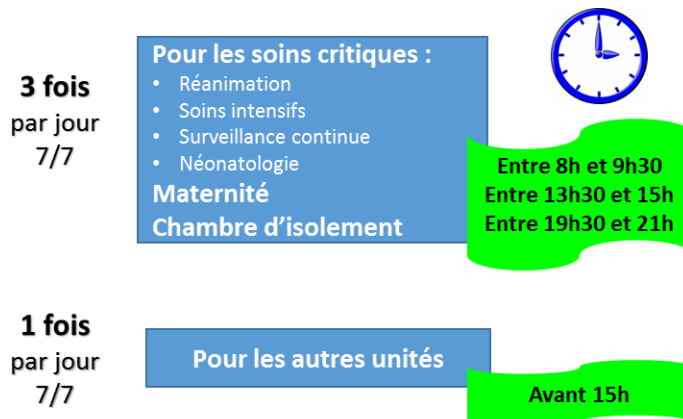 3 fois
par jour
7/7
Pour les soins critiques :
• Réanimation
• Soins intensifs
• Surveillance continue
• Néonatologie
Maternité
Chambre d'isolement
Entre 8h et 9h30
Entre 13h30 et 15h
Entre 19h30 et 21h
1 fois
par jour
7/7
Pour les autres unités
Avant 15h